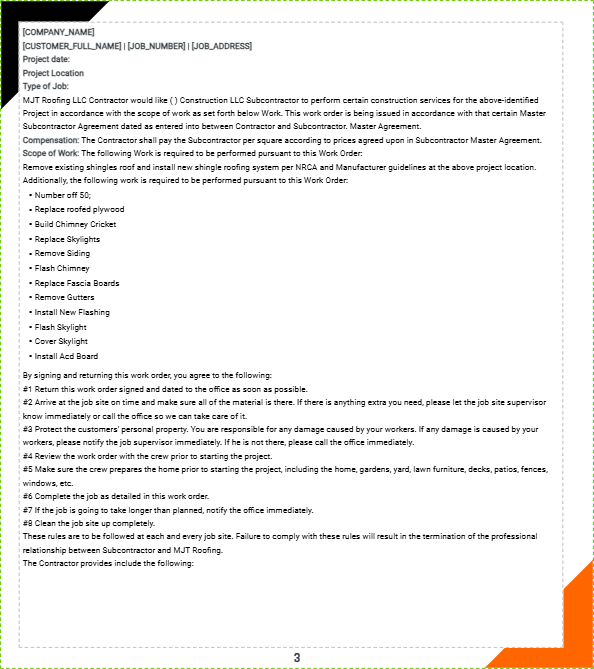 [COMPANY_NAME]
[CUSTOMER_FULL_NAME] | [JOB_NUMBER] | [JOB_ADDRESS]
Project date:
Project Location
Type of Job:
MJT Roofing LLC Contractor would like ( ) Construction LLC Subcontractor to perform certain construction services for the above-identified
Project in accordance with the scope of work as set forth below Work. This work order is being issued in accordance with that certain Master
Subcontractor Agreement dated as entered into between Contractor and Subcontractor. Master Agreement.
Compensation: The Contractor shall pay the Subcontractor per square according to prices agreed upon in Subcontractor Master Agreement.
Scope of Work: The following Work is required to be performed pursuant to this Work Order:
Remove existing shingles roof and install new shingle roofing system per NRCA and Manufacturer guidelines at the above project location.
Additionally, the following work is required to be performed pursuant to this Work Order:
• Number off 50;
• Replace roofed plywood
• Build Chimney Cricket
• Replace Skylights
• Remove Siding
• Flash Chimney
• Replace Fascia Boards
• Remove Gutters
• Install New Flashing
• Flash Skylight
• Cover Skylight
• Install Acd Board
By signing and returning this work order, you agree to the following:
#1 Return this work order signed and dated to the office as soon as possible.
#2 Arrive at the job site on time and make sure all of the material is there. If there is anything extra you need, please let the job site supervisor
know immediately or call the office so we can take care of it.
#3 Protect the customers' personal property. You are responsible for any damage caused by your workers. If any damage is caused by your
workers, please notify the job supervisor immediately. If he is not there, please call the office immediately.
#4 Review the work order with the crew prior to starting the project.
#5 Make sure the crew prepares the home prior to starting the project, including the home, gardens, yard, lawn furniture, decks, patios, fences,
windows, etc.
#6 Complete the job as detailed in this work order.
#7 If the job is going to take longer than planned, notify the office immediately.
#8 Clean the job site up completely.
These rules are to be followed at each and every job site. Failure to comply with these rules will result in the termination of the professional
relationship between Subcontractor and MJT Roofing.
The Contractor provides include the following:
3